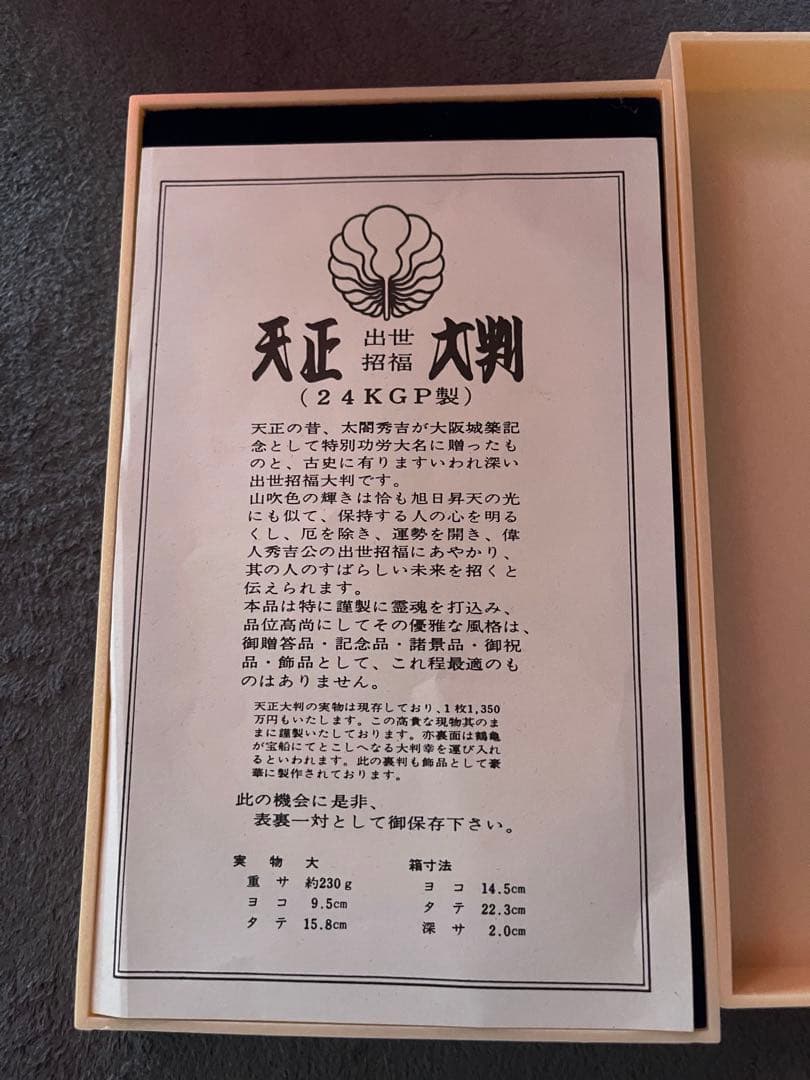 天正 出世招福 大判
(24KGP製)
天正の昔、太閤秀吉が大阪城築記
念として特別功労大名に贈ったも
のと、古史に有りますいわれ深い
出世招福大判です。
山吹色の輝きは恰も旭日昇天の光
にも似て、保持する人の心を明る
くし、厄を除き、運勢を開き、偉
人秀吉公の出世招福にあやかり、
其の人のすばらしい未来を招くと
伝えられます。
本品は特に謹製に霊魂を打込み、
品位高尚にしてその優雅な風格は、
御贈答品・記念品・諸景品・御祝
品・飾品として、これ程最適のも
のはありません。
天正大判の実物は現存しており、1枚1,350
万円もいたします。この高貴な現物其のま
まに謹製いたしております。亦裏面は鶴亀
が宝船にてとこしへなる大判幸を運び入れ
るといわれます。此の裏判も飾品として豪
華に製作されております。
此の機会に是非、
表裏一対として御保存下さい。
実物大
重サ 約230g
ヨコ 9.5cm
タテ 15.8cm
箱寸法
ヨコ 14.5cm
タテ 22.3cm
深サ 2.0cm